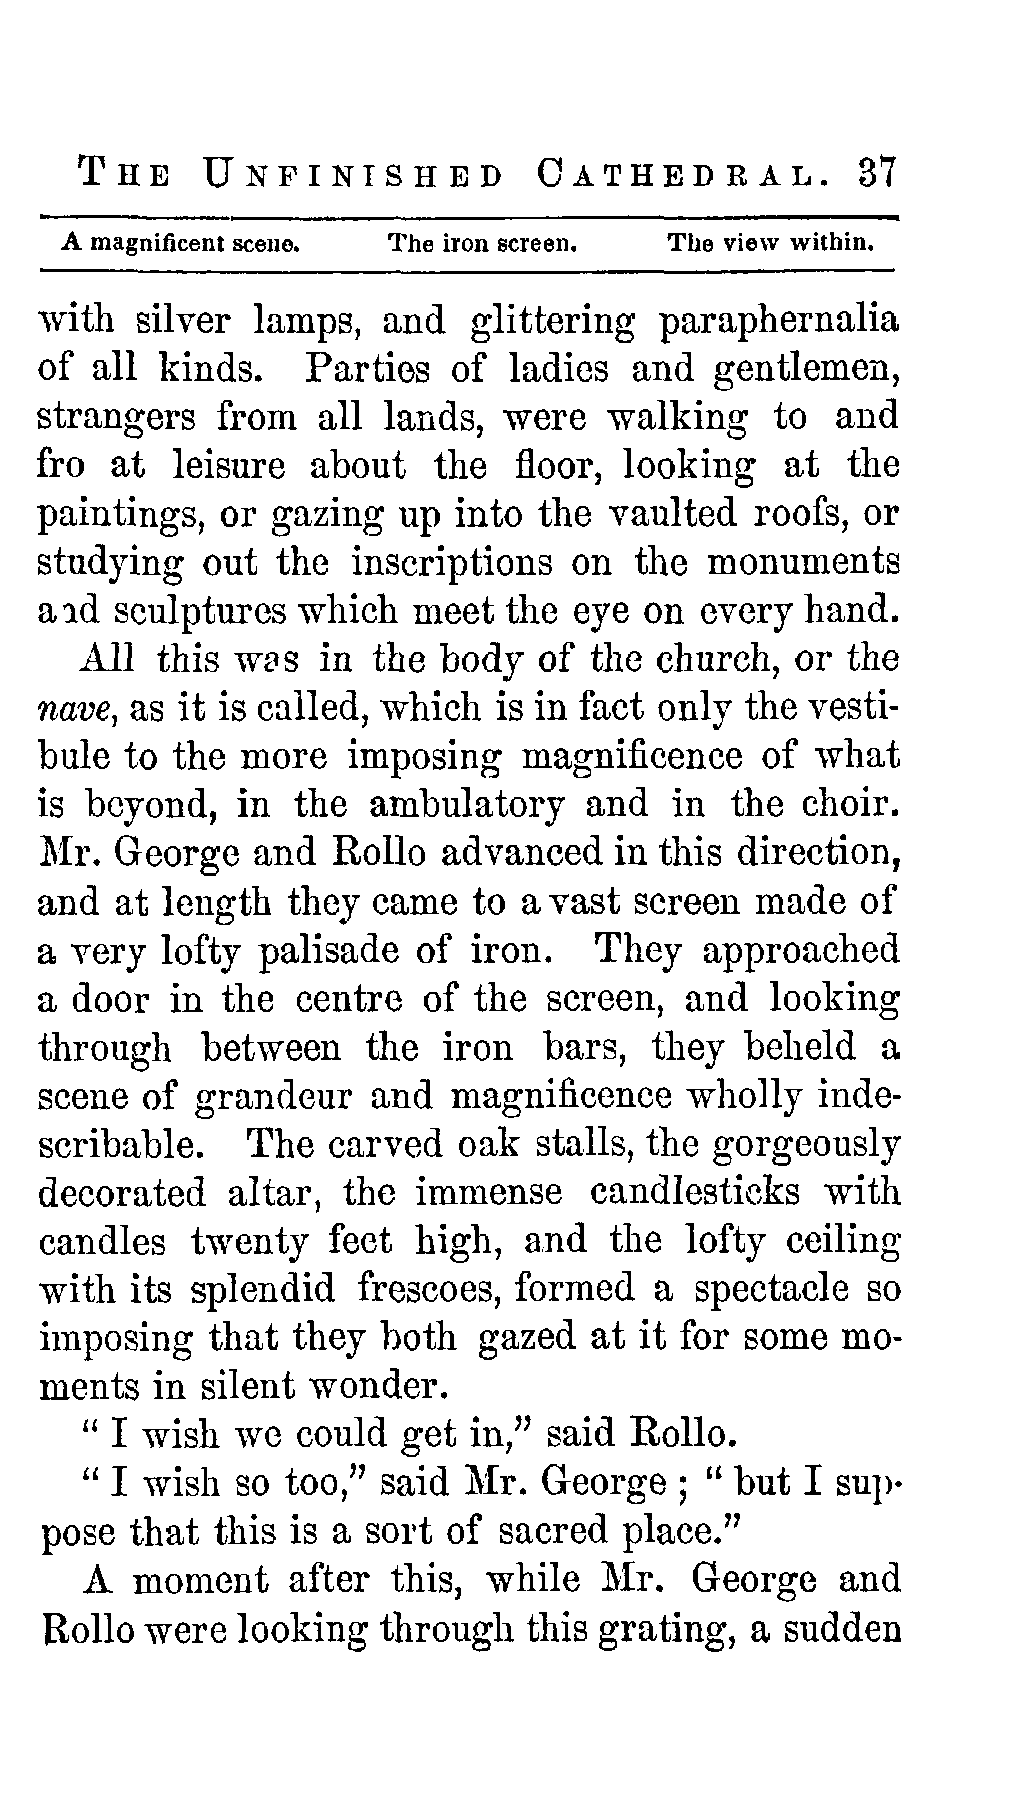 THE UNFINISHED CATHEDRAL. 37
A magnificent scene. The iron screen. The view within.
with silver lamps, and glittering paraphernalia
of all kinds. Parties of ladies and gentlemen,
strangers from all lands, were walking to and
fro at leisure about the floor, looking at the
paintings, or gazing up into the vaulted roofs, or
studying out the inscriptions on the monuments
and sculptures which meet the eye on every hand.
All this was in the body of the church, or the
nave, as it is called, which is in fact only the vesti-
bule to the more imposing magnificence of what
is beyond, in the ambulatory and in the choir.
Mr. George and Rollo advanced in this direction,
and at length they came to a vast screen made of
a very lofty palisade of iron. They approached
a door in the centre of the screen, and looking
through between the iron bars, they beheld a
scene of grandeur and magnificence wholly inde-
scribable. The carved oak stalls, the gorgeously
decorated altar, the immense candlesticks with
candles twenty feet high, and the lofty ceiling
with its splendid frescoes, formed a spectacle so
imposing that they both gazed at it for some mo-
ments in silent wonder.
“ I wish we could get in,” said Rollo.
“ I wish so too,” said Mr. George ; “ but I sup-
pose that this is a sort of sacred place.”
A moment after this, while Mr. George and
Rollo were looking through this grating, a sudden